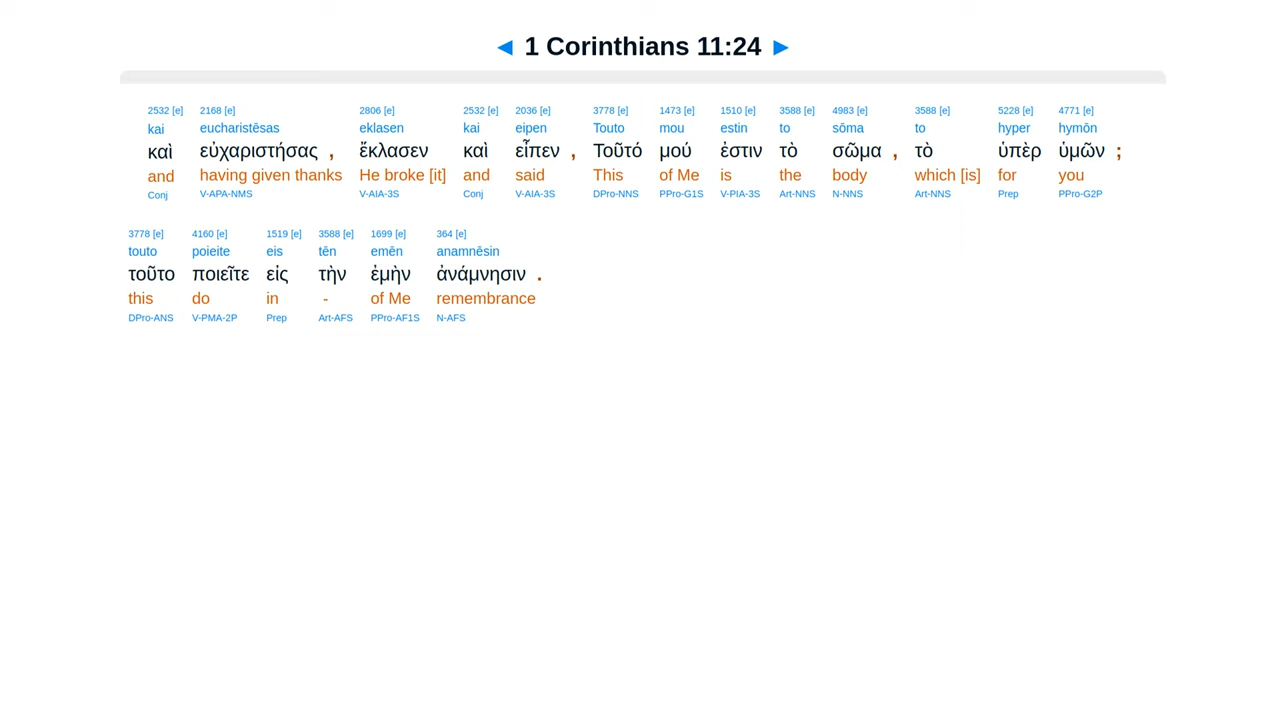 ◄ 1 Corinthians 11:24 ►
2532 [e] 2168 [e] 2806 [e] 2532 [e] 2036 [e] 3778 [e] 1473 [e] 1510 [e] 3588 [e] 4983 [e] 3588 [e] 5228 [e] 4771 [e]
kai eucharistēsas eklasen kai eipen Touto mou estin to sōma to hyper hymōn
καὶ εὐχαριστήσας , ἔκλασεν καὶ εἶπεν , Τοῦτό μού ἐστιν τὸ σῶμα , τὸ ὑπὲρ ὑμῶν ;
and having given thanks He broke [it] and said This of Me is the body which [is] for you
Conj V-APA-NMS V-AIA-3S Conj V-AIA-3S DPro-NNS PPro-G1S V-PIA-3S Art-NNS N-NNS Art-NNS Prep PPro-G2P
3778 [e] 4160 [e] 1519 [e] 3588 [e] 1699 [e] 364 [e]
touto poieite eis tēn emēn anamnēsin
τοῦτο ποιεῖτε εἰς τὴν ἐμὴν ἀνάμνησιν .
this do in - of Me remembrance
DPro-ANS V-PMA-2P Prep Art-AFS PPro-AF1S N-AFS